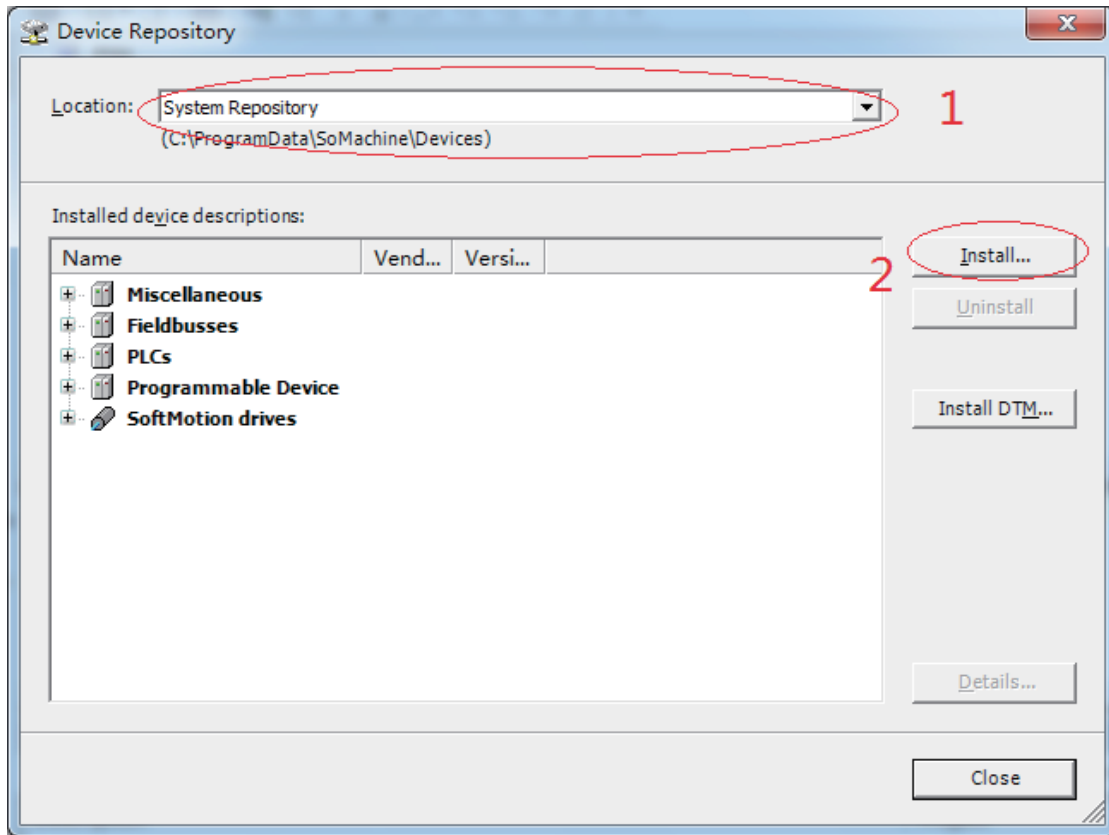 Device Repository
Location: System Repository
(C:\ProgramData\SoMachine\Devices)
1
Installed device descriptions:
Name Vend... Versi...
2
Install...
Miscellaneous
Uninstall
Fieldbusses
PLCs
Programmable Device
Install DTM...
SoftMotion drives
Details...
Close